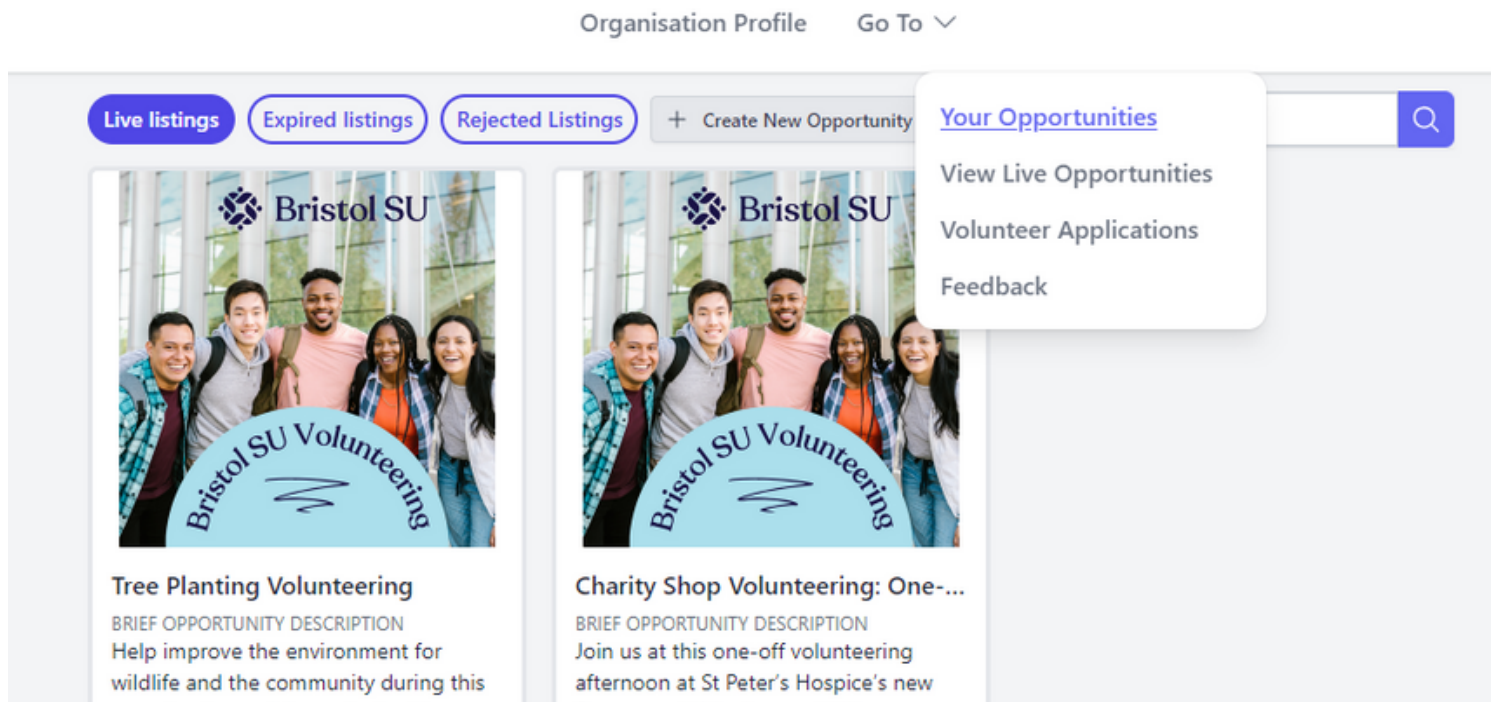 Organisation Profile Go To
Live listings Expired listings Rejected Listings + Create New Opportunity
Your Opportunities
View Live Opportunities
Volunteer Applications
Feedback
Bristol SU
Bristol SU Volunteering
Tree Planting Volunteering
BRIEF OPPORTUNITY DESCRIPTION
Help improve the environment for
wildlife and the community during this
Bristol SU
Bristol SU Volunteering
Charity Shop Volunteering: One-...
BRIEF OPPORTUNITY DESCRIPTION
Join us at this one-off volunteering
afternoon at St Peter's Hospice's new